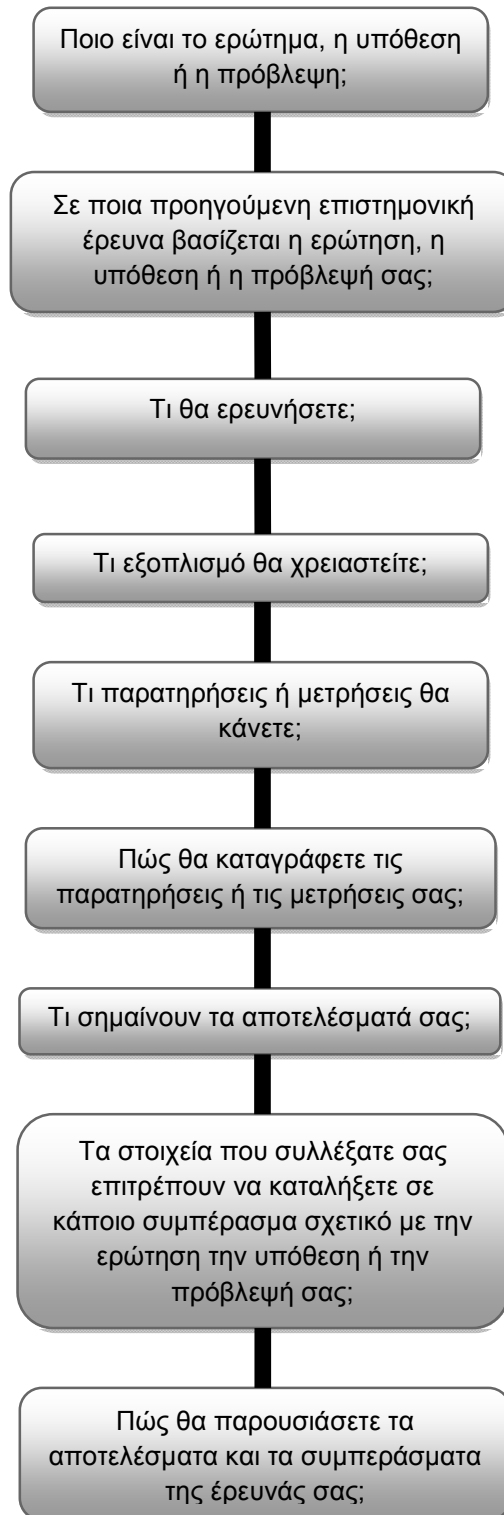 Ποιο είναι το ερώτημα, η υπόθεση
ή η πρόβλεψη;
Σε ποια προηγούμενη επιστημονική
έρευνα βασίζεται η ερώτηση, η
υπόθεση ή η πρόβλεψή σας;
Τι θα ερευνήσετε;
Τι εξοπλισμό θα χρειαστείτε;
Τι παρατηρήσεις ή μετρήσεις θα
κάνετε;
Πώς θα καταγράφετε τις
παρατηρήσεις ή τις μετρήσεις σας;
Τι σημαίνουν τα αποτελέσματά σας;
Τα στοιχεία που συλλέξατε σας
επιτρέπουν να καταλήξετε σε
κάποιο συμπέρασμα σχετικό με την
ερώτηση την υπόθεση ή την
πρόβλεψή σας;
Πώς θα παρουσιάσετε τα
αποτελέσματα και τα συμπεράσματα
της έρευνάς σας;